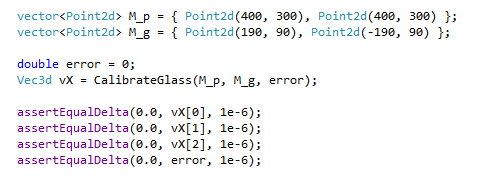 vector<Point2d> M_p = { Point2d(400, 300), Point2d(400, 300) };
vector<Point2d> M_g = { Point2d(190, 90), Point2d(-190, 90) };
double error = 0;
Vec3d vX = CalibrateGlass(M_p, M_g, error);
assertEqualDelta(0.0, vX[0], 1e-6);
assertEqualDelta(0.0, vX[1], 1e-6);
assertEqualDelta(0.0, vX[2], 1e-6);
assertEqualDelta(0.0, error, 1e-6);